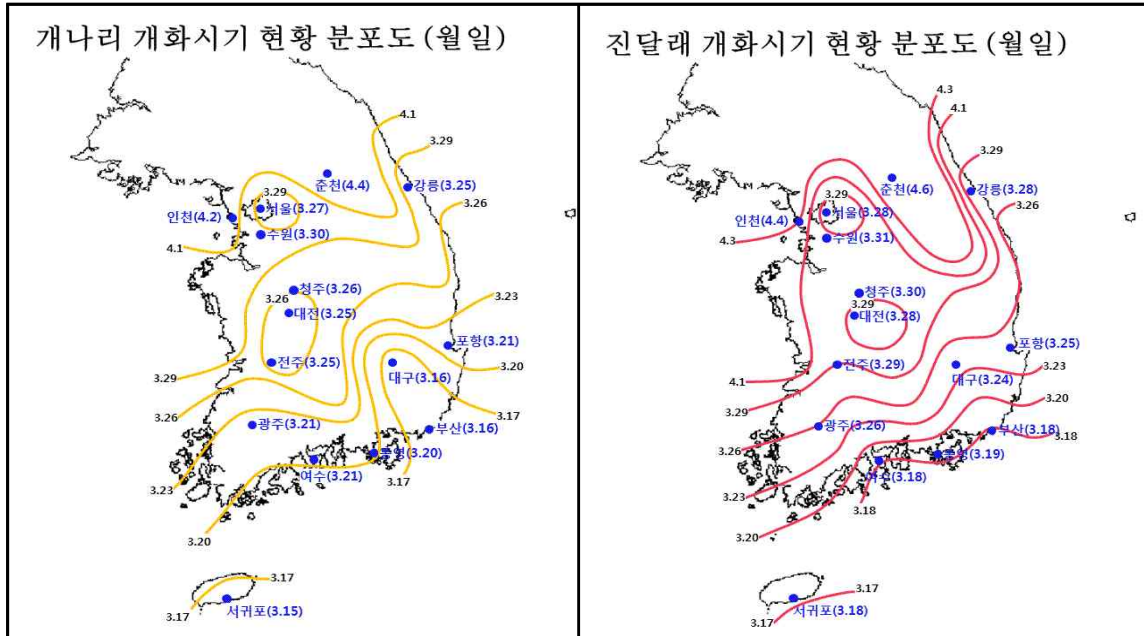 개나리 개화시기 현황 분포도 (월일)
4.1
3.29
춘천(4.4)
강릉(3.25)
3.29
서울(3.27)
3.26
인천(4.2)
수원(3.30)
4.1
청주(3.26)
3.26
3.23
대전(3.25)
포항(3.21)
전주(3.25)
3.20
대구(3.16)
3.29
3.26
3.17
광주(3.21)
부산(3.16)
통영(3.20)
여수(3.21)
3.17
3.23
3.20
3.17
3.17
서귀포(3.15)
진달래 개화시기 현황 분포도 (월일)
4.3
4.1
3.29
춘천(4.6)
강릉(3.28)
3.29
3.26
서울(3.28)
인천(4.4)
수원(3.31)
4.3
청주(3.30)
3.29
대전(3.28)
포항(3.25)
전주(3.29)
3.23
대구(3.24)
4.1
3.20
3.29
광주(3.26)
부산(3.18)
3.18
3.26
통영(3.19)
여수(3.18)
3.23
3.18
3.20
3.17
서귀포(3.18)
3.17